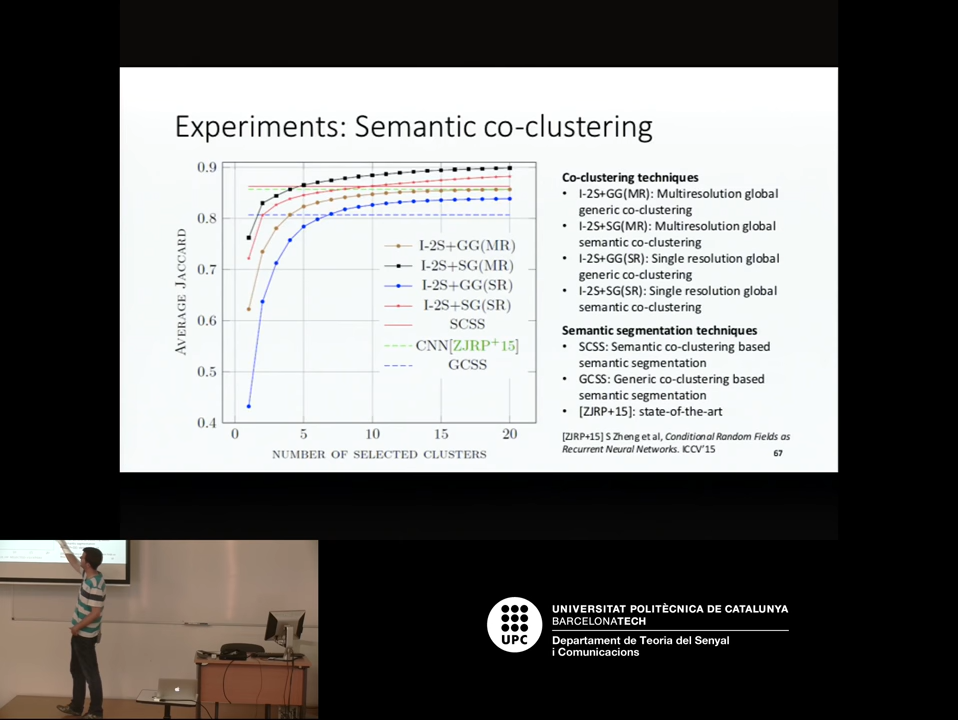 Experiments: Semantic co-clustering
0.9
0.8
0.7
0.6
0.5
0.4
AVERAGE JACCARD
0
5
10
15
20
NUMBER OF SELECTED CLUSTERS
I-2S+GG(MR)
I-2S+SG(MR)
I-2S+GG(SR)
I-2S+SG(SR)
SCSS
CNN[ZJRP+15]
GCSS
Co-clustering techniques
• I-2S+GG(MR): Multiresolution global
generic co-clustering
• I-2S+SG(MR): Multiresolution global
semantic co-clustering
• I-2S+GG(SR): Single resolution global
generic co-clustering
• I-2S+SG(SR): Single resolution global
semantic co-clustering
Semantic segmentation techniques
• SCSS: Semantic co-clustering based
semantic segmentation
• GCSS: Generic co-clustering based
semantic segmentation
• [ZJRP+15]: state-of-the-art
[ZJRP+15] S Zheng et al, Conditional Random Fields as
Recurrent Neural Networks. ICCV'15
67
UPC
UNIVERSITAT POLITÈCNICA DE CATALUNYA
BARCELONATECH
Departament de Teoria del Senyal
i Comunicacions